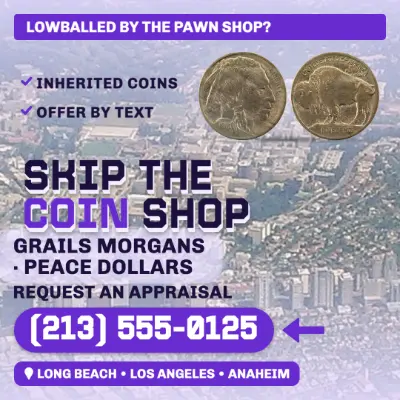 LOWBALLED BY THE PAWN SHOP?
INHERITED COINS
OFFER BY TEXT
SKIP THE
COIN SHOP
GRAILS MORGANS
· PEACE DOLLARS
REQUEST AN APPRAISAL
(213) 555-0125
LONG BEACH • LOS ANGELES • ANAHEIM